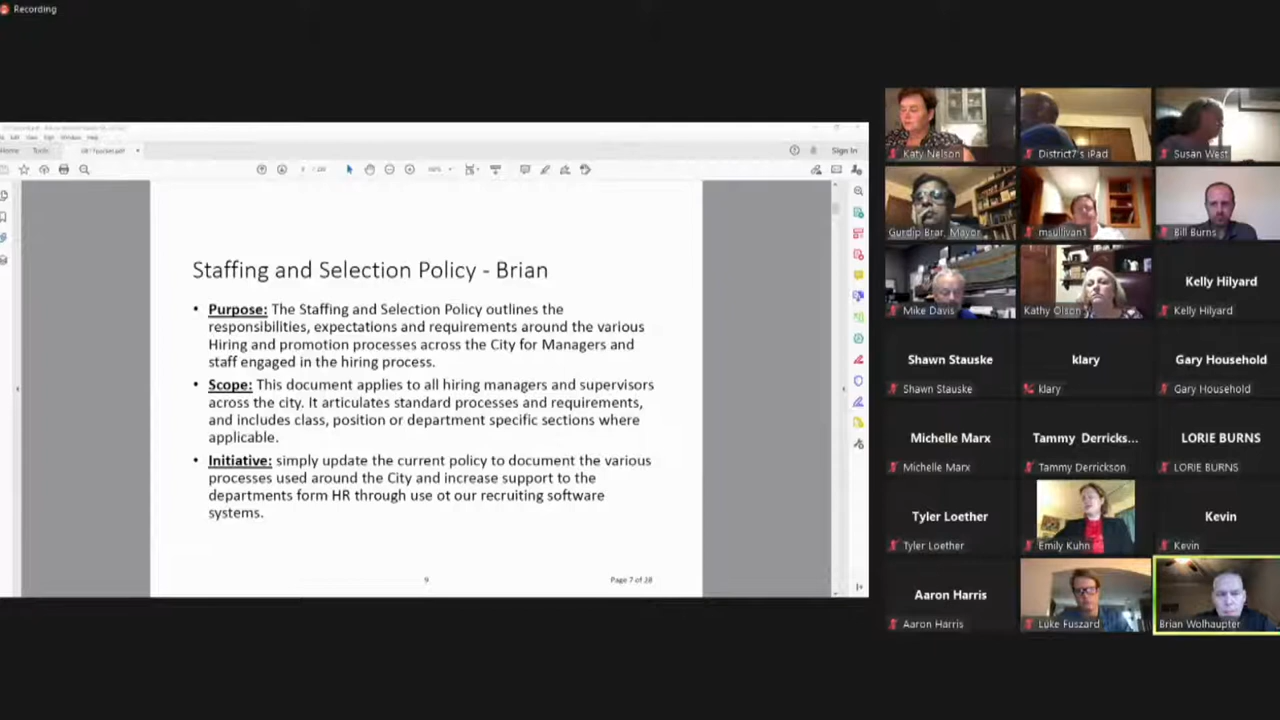 Recording
Home
Tools
Sign In
Staffing and Selection Policy - Brian
• Purpose: The Staffing and Selection Policy outlines the
responsibilities, expectations and requirements around the various
Hiring and promotion processes across the City for Managers and
staff engaged in the hiring process.
• Scope: This document applies to all hiring managers and supervisors
across the city. It articulates standard processes and requirements,
and includes class, position or department specific sections where
applicable.
• Initiative: simply update the current policy to document the various
processes used around the City and increase support to the
departments form HR through use ot our recruiting software
systems.
9
Page 7 of 28
Katy Nelson
District7's iPad
Susan West
Gurdip Brar, Mayor
msullivan1
Bill Burns
Mike Davis
Kathy Olson
Kelly Hilyard
Kelly Hilyard
Shawn Stauske
klary
Gary Household
Shawn Stauske
klary
Gary Household
Michelle Marx
Tammy Derricks...
LORIE BURNS
Michelle Marx
Tammy Derrickson
LORIE BURNS
Tyler Loether
Kevin
Tyler Loether
Emily Kuhn
Kevin
Aaron Harris
Aaron Harris
Luke Fuszard
Brian Wolhaupter